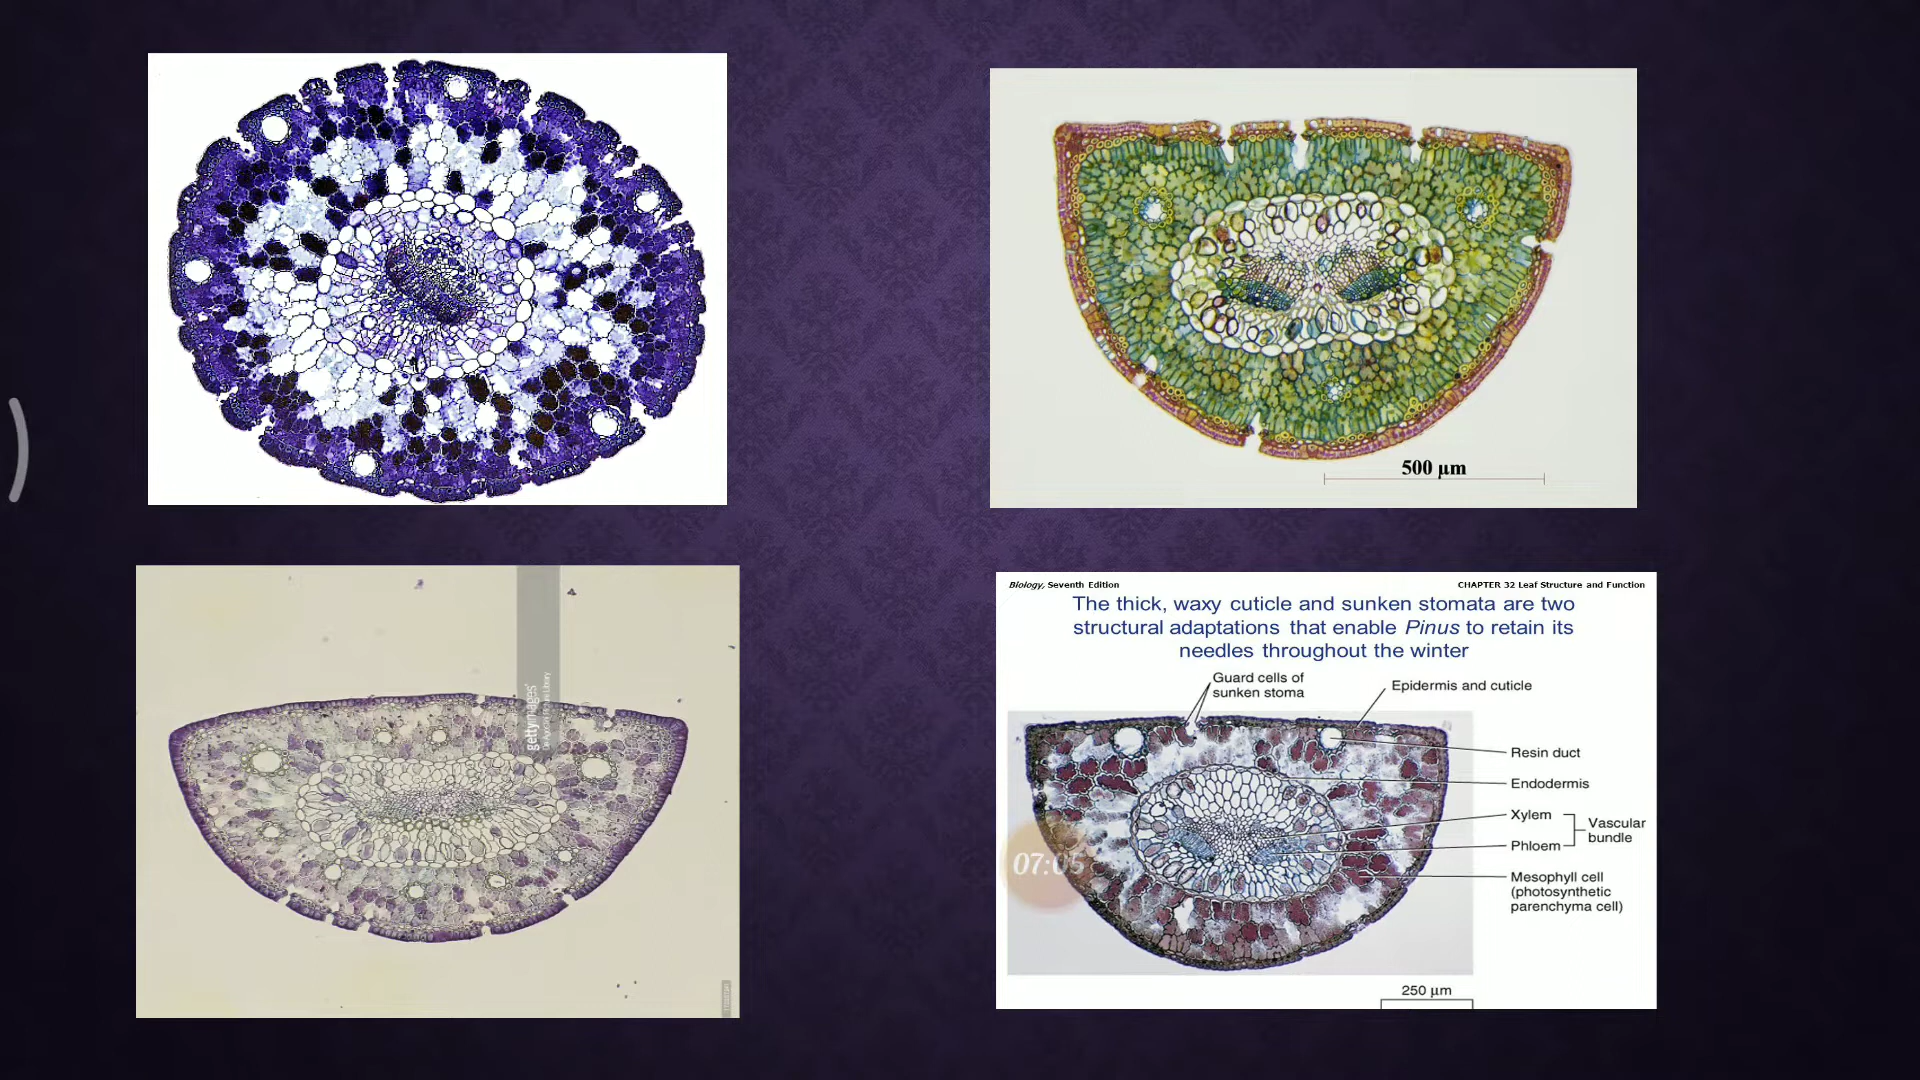 500 µm
gettyimages®
Biology, Seventh Edition
CHAPTER 32 Leaf Structure and Function
The thick, waxy cuticle and sunken stomata are two
structural adaptations that enable Pinus to retain its
needles throughout the winter
Guard cells of
sunken stoma
Epidermis and cuticle
Resin duct
Endodermis
Xylem
Phloem
Vascular
bundle
Mesophyll cell
(photosynthetic
parenchyma cell)
07:05
250 µm